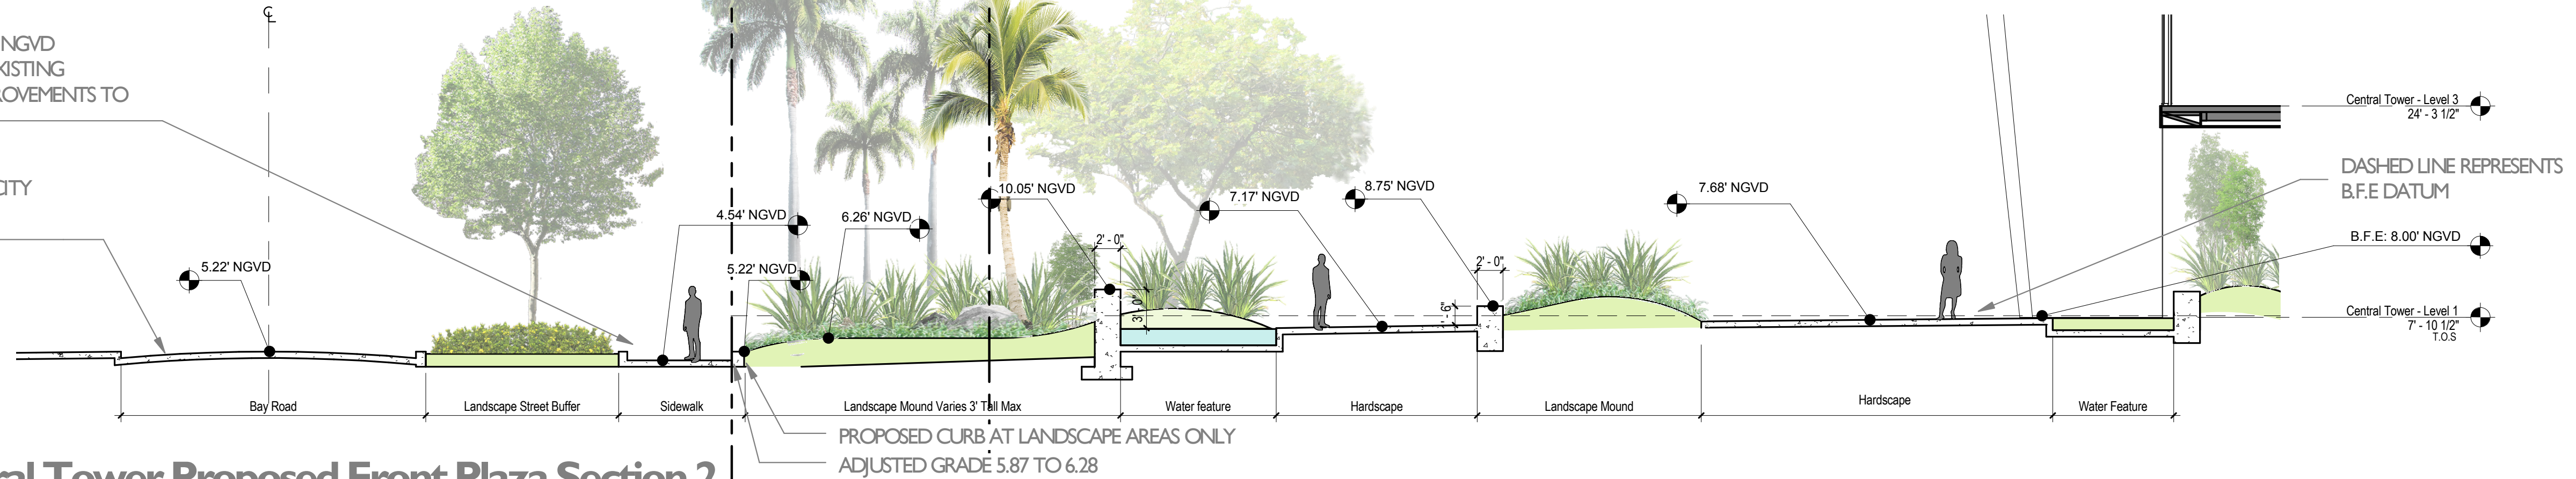 ℄
NGVD
XISTING
ROVEMENTS TO
CITY
5.22' NGVD
4.54' NGVD
5.22' NGVD
6.26' NGVD
10.05' NGVD
2' - 0"
3' - 0"
7.17' NGVD
8.75' NGVD
2' - 0"
- 6"
7.68' NGVD
Central Tower - Level 3
24' - 3 1/2"
DASHED LINE REPRESENTS
B.F.E DATUM
B.F.E: 8.00' NGVD
Central Tower - Level 1
7' - 10 1/2"
T.O.S
Bay Road
Landscape Street Buffer
Sidewalk
Landscape Mound Varies 3' Tall Max
Water feature
Hardscape
Landscape Mound
Hardscape
Water Feature
PROPOSED CURB AT LANDSCAPE AREAS ONLY
ADJUSTED GRADE 5.87 TO 6.28
ral Tower Proposed Front Plaza Section 2